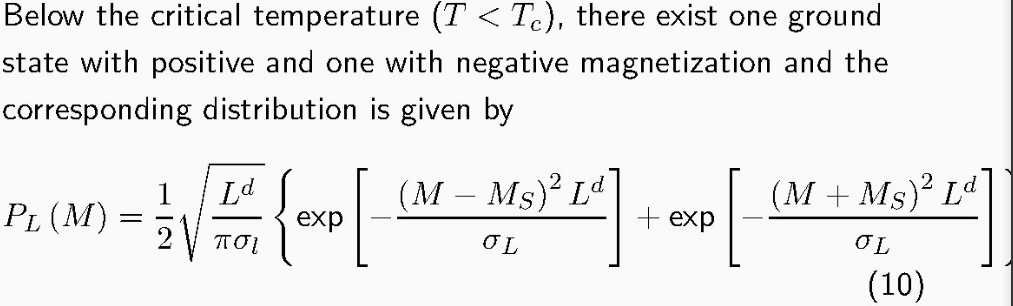 Below the critical temperature (T < T_c), there exist one ground
state with positive and one with negative magnetization and the
corresponding distribution is given by
P_L (M) = \frac{1}{2} \sqrt{\frac{L^d}{\pi\sigma_l}} \left\{ \exp\left[ -\frac{(M - M_S)^2 L^d}{\sigma_L} \right] + \exp\left[ -\frac{(M + M_S)^2 L^d}{\sigma_L} \right] \right\}
(10)